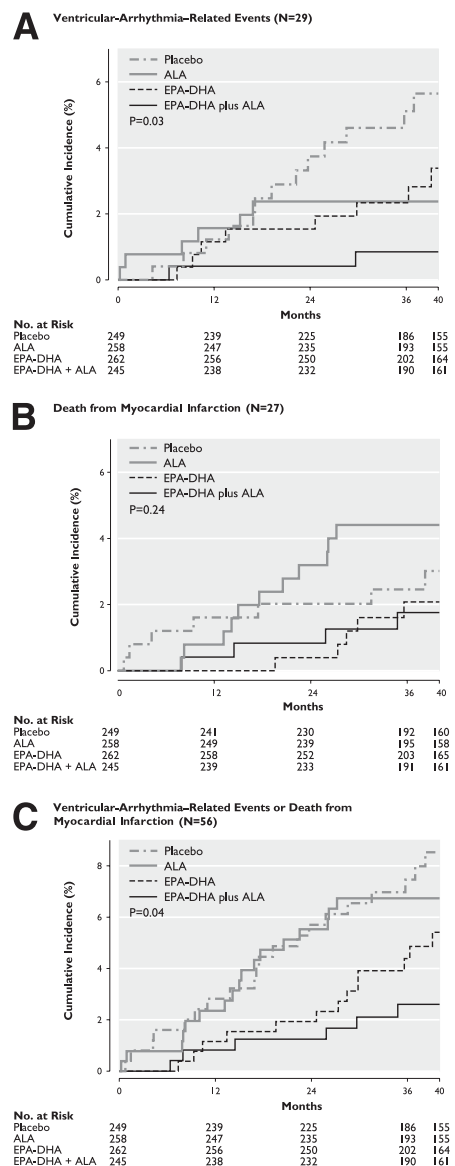 A Ventricular-Arrhythmia–Related Events (N=29)
Placebo
ALA
EPA-DHA
EPA-DHA plus ALA
P=0.03
Cumulative Incidence (%)
6
4
2
0
0 12 24 36 40
Months
No. at Risk
Placebo 249 239 225 186 155
ALA 258 247 235 193 155
EPA-DHA 262 256 250 202 164
EPA-DHA + ALA 245 238 232 190 161
B Death from Myocardial Infarction (N=27)
Placebo
ALA
EPA-DHA
EPA-DHA plus ALA
P=0.24
Cumulative Incidence (%)
6
4
2
0
0 12 24 36 40
Months
No. at Risk
Placebo 249 241 230 192 160
ALA 258 249 239 195 158
EPA-DHA 262 258 252 203 165
EPA-DHA + ALA 245 239 233 191 161
C Ventricular-Arrhythmia–Related Events or Death from
Myocardial Infarction (N=56)
Placebo
ALA
EPA-DHA
EPA-DHA plus ALA
P=0.04
Cumulative Incidence (%)
8
6
4
2
0
0 12 24 36 40
Months
No. at Risk
Placebo 249 239 225 186 155
ALA 258 247 235 193 155
EPA-DHA 262 256 250 202 164
EPA-DHA + ALA 245 238 232 190 161